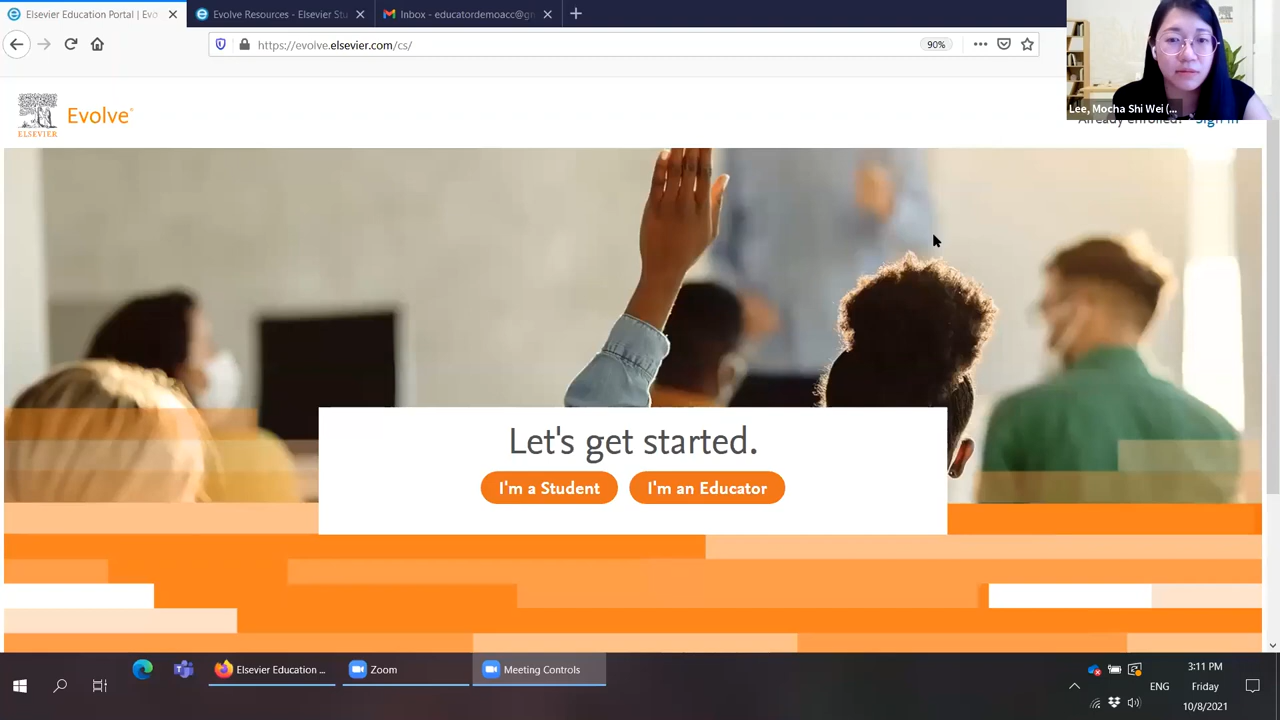 Elsevier Education Portal | Evo
Evolve Resources - Elsevier Stu
Inbox - educatordemoacc@g
https://evolve.elsevier.com/cs/
90%
Lee, Mocha Shi Wei (...
ELSEVIER
Evolve®
Already enrolled? Sign in
Let's get started.
I'm a Student
I'm an Educator
Elsevier Education ...
Zoom
Meeting Controls
ENG
3:11 PM
Friday
10/8/2021